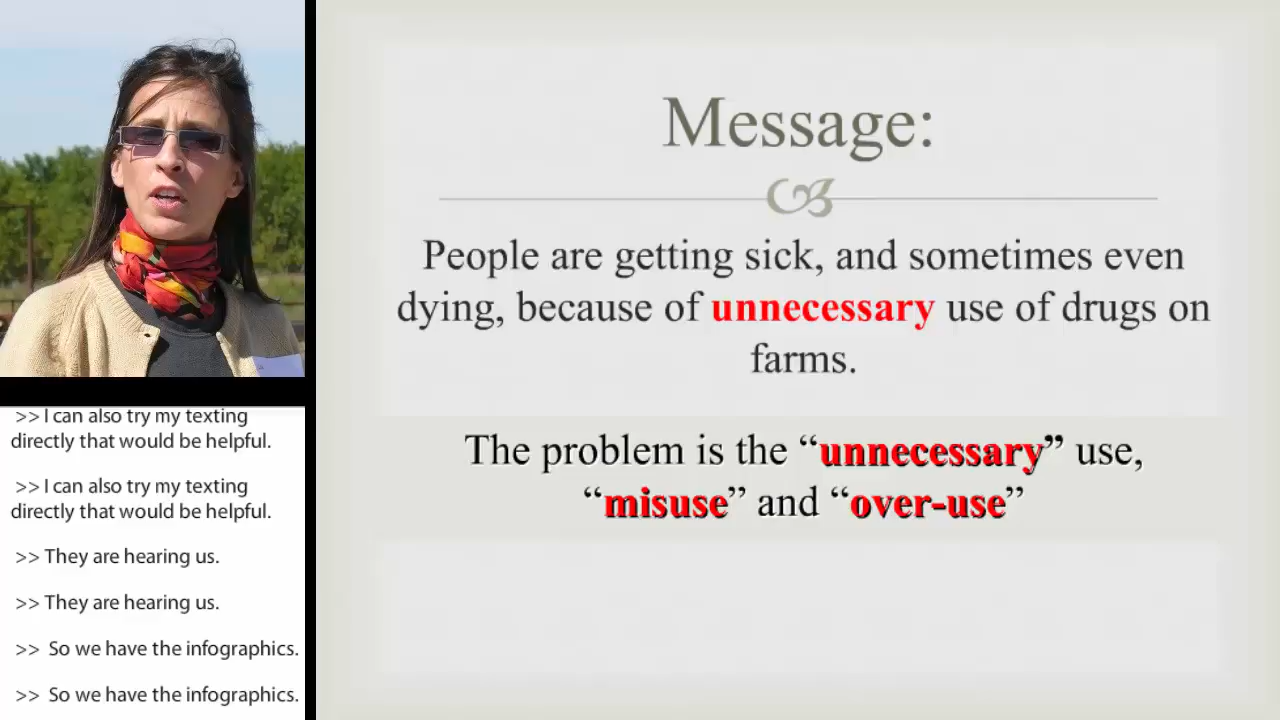 >> I can also try my texting
directly that would be helpful.
>> I can also try my texting
directly that would be helpful.
>> They are hearing us.
>> They are hearing us.
>> So we have the infographics.
>> So we have the infographics.
Message:
People are getting sick, and sometimes even
dying, because of unnecessary use of drugs on
farms.
The problem is the “unnecessary” use,
“misuse” and “over-use”